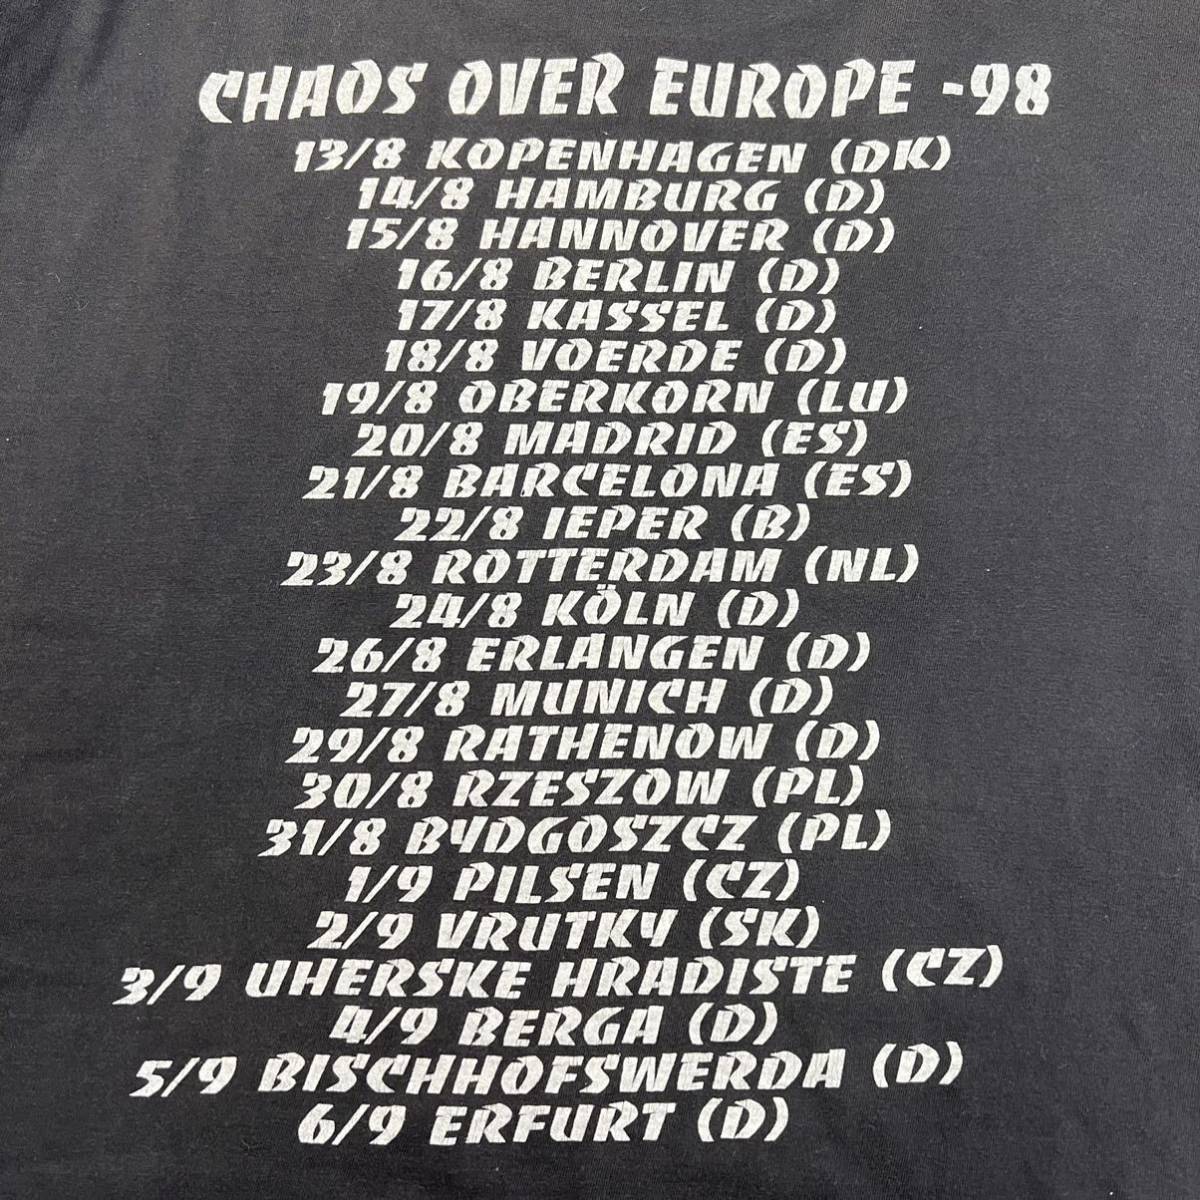 CHAOS OVER EUROPE -98
13/8 KOPENHAGEN (DK)
14/8 HAMBURG (D)
15/8 HANNOVER (D)
16/8 BERLIN (D)
17/8 KASSEL (D)
18/8 VOERDE (D)
19/8 OBERKORN (LU)
20/8 MADRID (ES)
21/8 BARCELONA (ES)
22/8 IEPER (B)
23/8 ROTTERDAM (NL)
24/8 KÖLN (D)
26/8 ERLANGEN (D)
27/8 MUNICH (D)
29/8 RATHENOW (D)
30/8 RZESZOW (PL)
31/8 BYDGOSZCZ (PL)
1/9 PILSEN (CZ)
2/9 VRUTKY (SK)
3/9 UHERSKE HRADISTE (CZ)
4/9 BERGA (D)
5/9 BISCHHOFSWERDA (D)
6/9 ERFURT (D)